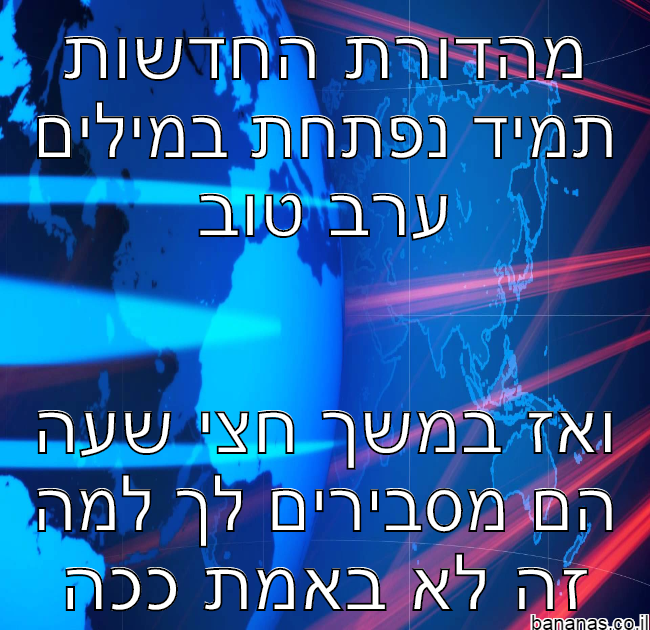 מהדורת החדשות
תמיד נפתחת במילים
ערב טוב
ואז במשך חצי שעה
הם מסבירים לך למה
זה לא באמת ככה
bananas.co.il